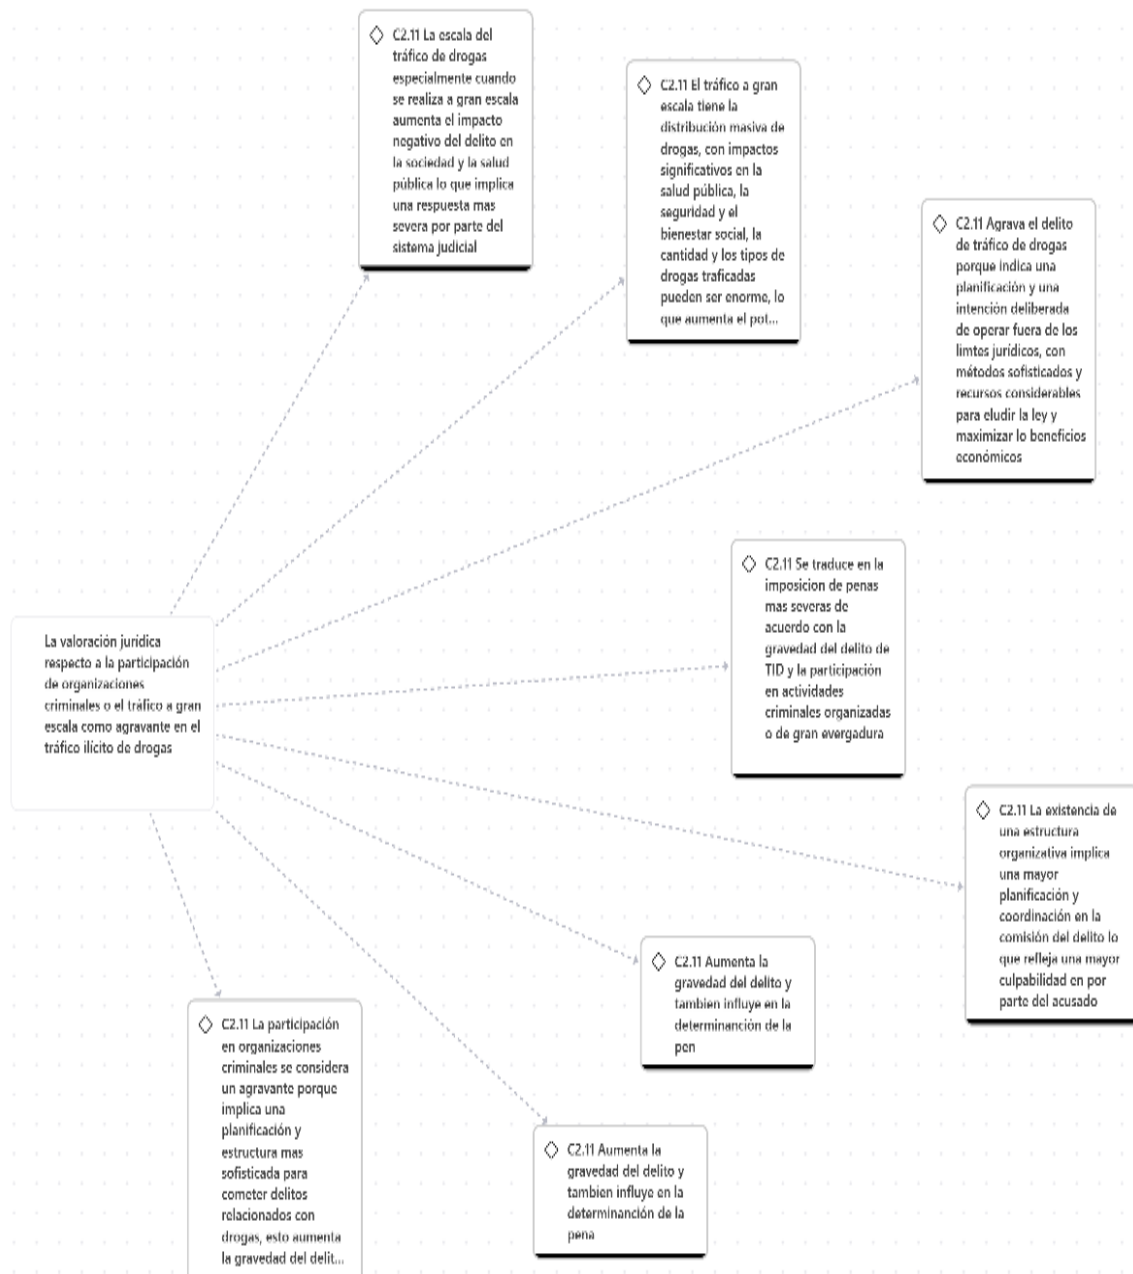 C2.11 La escala del
tráfico de drogas
especialmente cuando
se realiza a gran escala
aumenta el impacto
negativo del delito en
la sociedad y la salud
pública lo que implica
una respuesta mas
severa por parte del
sistema judicial
C2.11 El tráfico a gran
escala tiene la
distribución masiva de
drogas, con impactos
significativos en la
salud pública, la
seguridad y el
bienestar social, la
cantidad y los tipos de
drogas traficadas
pueden ser enorme, lo
que aumenta el pot...
C2.11 Agrava el delito
de tráfico de drogas
porque indica una
planificación y una
intención deliberada
de operar fuera de los
limtes jurídicos, con
métodos sofisticados y
recursos considerables
para eludir la ley y
maximizar lo beneficios
económicos
C2.11 Se traduce en la
imposicion de penas
mas severas de
acuerdo con la
gravedad del delito de
TID y la participación
en actividades
criminales organizadas
o de gran evergadura
La valoración jurídica
respecto a la participación
de organizaciones
criminales o el tráfico a gran
escala como agravante en el
tráfico ilícito de drogas
C2.11 La existencia de
una estructura
organizativa implica
una mayor
planificación y
coordinación en la
comisión del delito lo
que refleja una mayor
culpabilidad en por
parte del acusado
C2.11 Aumenta la
gravedad del delito y
tambien influye en la
determinanción de la
pen
C2.11 La participación
en organizaciones
criminales se considera
un agravante porque
implica una
planificación y
estructura mas
sofisticada para
cometer delitos
relacionados con
drogas, esto aumenta
la gravedad del delit...
C2.11 Aumenta la
gravedad del delito y
tambien influye en la
determinanción de la
pena